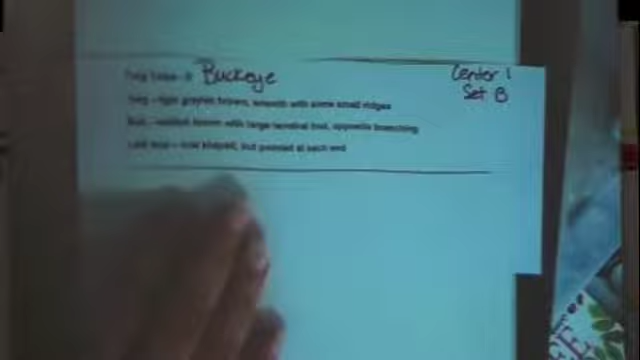 Buckeye
Center 1
Set B
Twig – light grayish brown, smooth with some small ridges
Bud – reddish brown with large terminal bud, opposite branching
Leaf scar – oval shaped, but pointed at each end